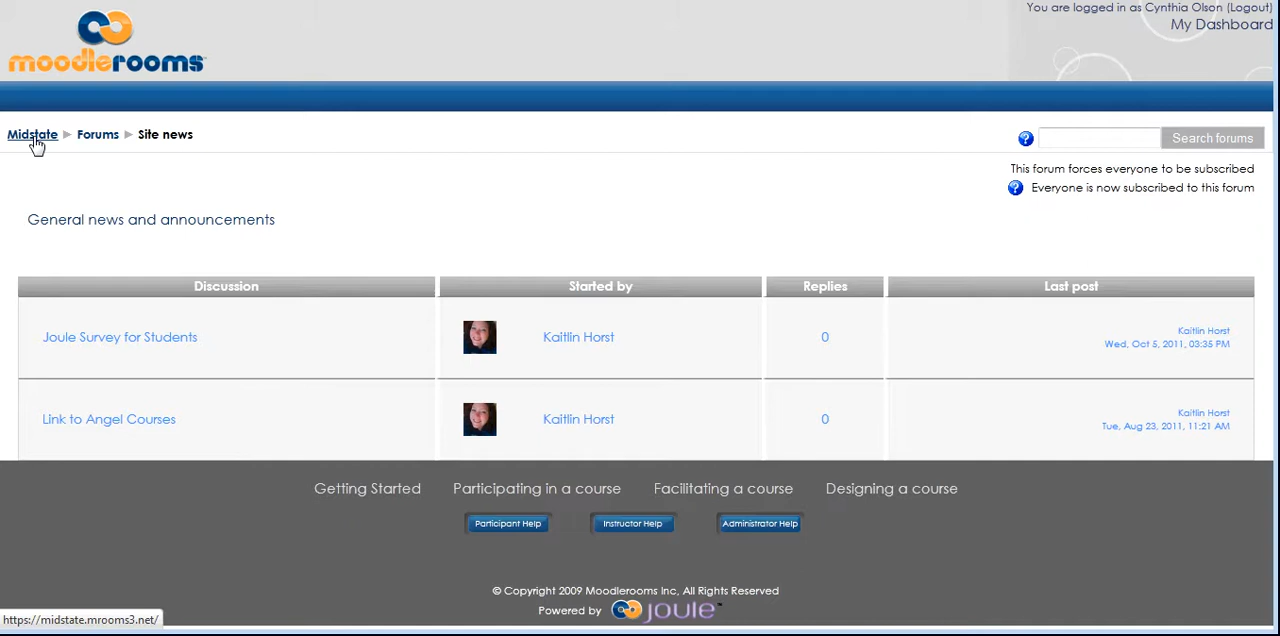 You are logged in as Cynthia Olson (Logout)
My Dashboard
moodlerooms
Midstate Forums Site news
Search forums
This forum forces everyone to be subscribed
Everyone is now subscribed to this forum
General news and announcements
Discussion Started by Replies Last post
Joule Survey for Students Kaitlin Horst 0 Kaitlin Horst
Wed, Oct 5, 2011, 03:35 PM
Link to Angel Courses Kaitlin Horst 0 Kaitlin Horst
Tue, Aug 23, 2011, 11:21 AM
Getting Started Participating in a course Facilitating a course Designing a course
Participant Help Instructor Help Administrator Help
© Copyright 2009 Moodlerooms Inc, All Rights Reserved
Powered by joule™
https://midstate.mrooms3.net/